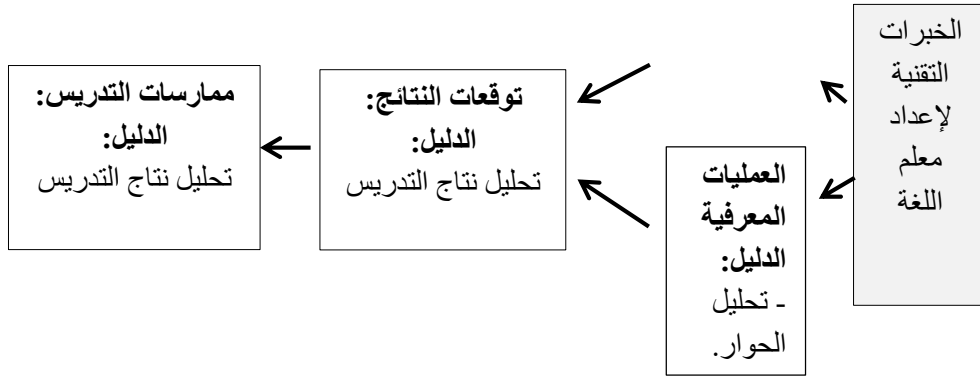 الخبرات
التقنية
لإعداد
معلم
اللغة
العمليات
المعرفية
الدليل:
- تحليل
الحوار.
توقعات النتائج:
الدليل:
تحليل نتاج التدريس
ممارسات التدريس:
الدليل:
تحليل نتاج التدريس